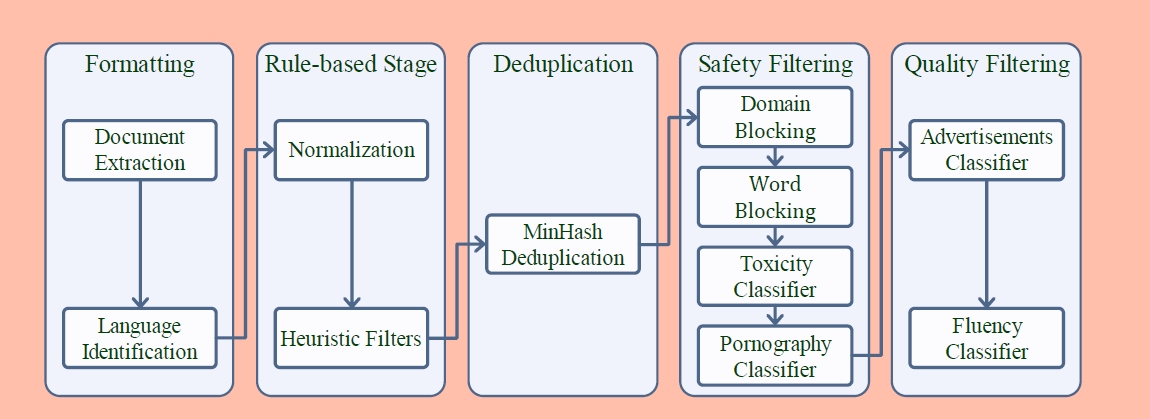 Formatting
Document
Extraction
Language
Identification
Rule-based Stage
Normalization
Heuristic Filters
Deduplication
MinHash
Deduplication
Safety Filtering
Domain
Blocking
Word
Blocking
Toxicity
Classifier
Pornography
Classifier
Quality Filtering
Advertisements
Classifier
Fluency
Classifier